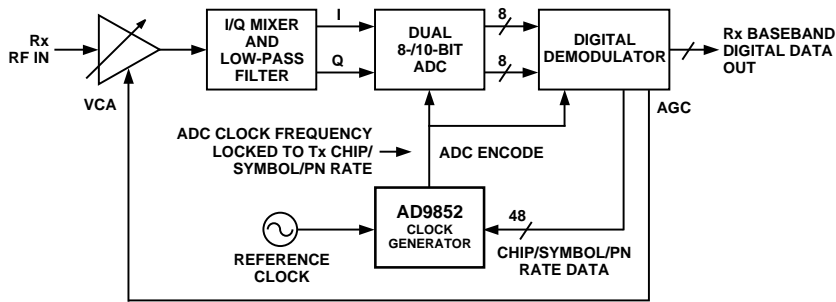 Rx
RF IN
VCA
I/Q MIXER
AND
LOW-PASS
FILTER
I
Q
DUAL
8-/10-BIT
ADC
8
8
DIGITAL
DEMODULATOR
Rx BASEBAND
DIGITAL DATA
OUT
AGC
ADC CLOCK FREQUENCY
LOCKED TO Tx CHIP/
SYMBOL/PN RATE
ADC ENCODE
AD9852
CLOCK
GENERATOR
48
REFERENCE
CLOCK
CHIP/SYMBOL/PN
RATE DATA